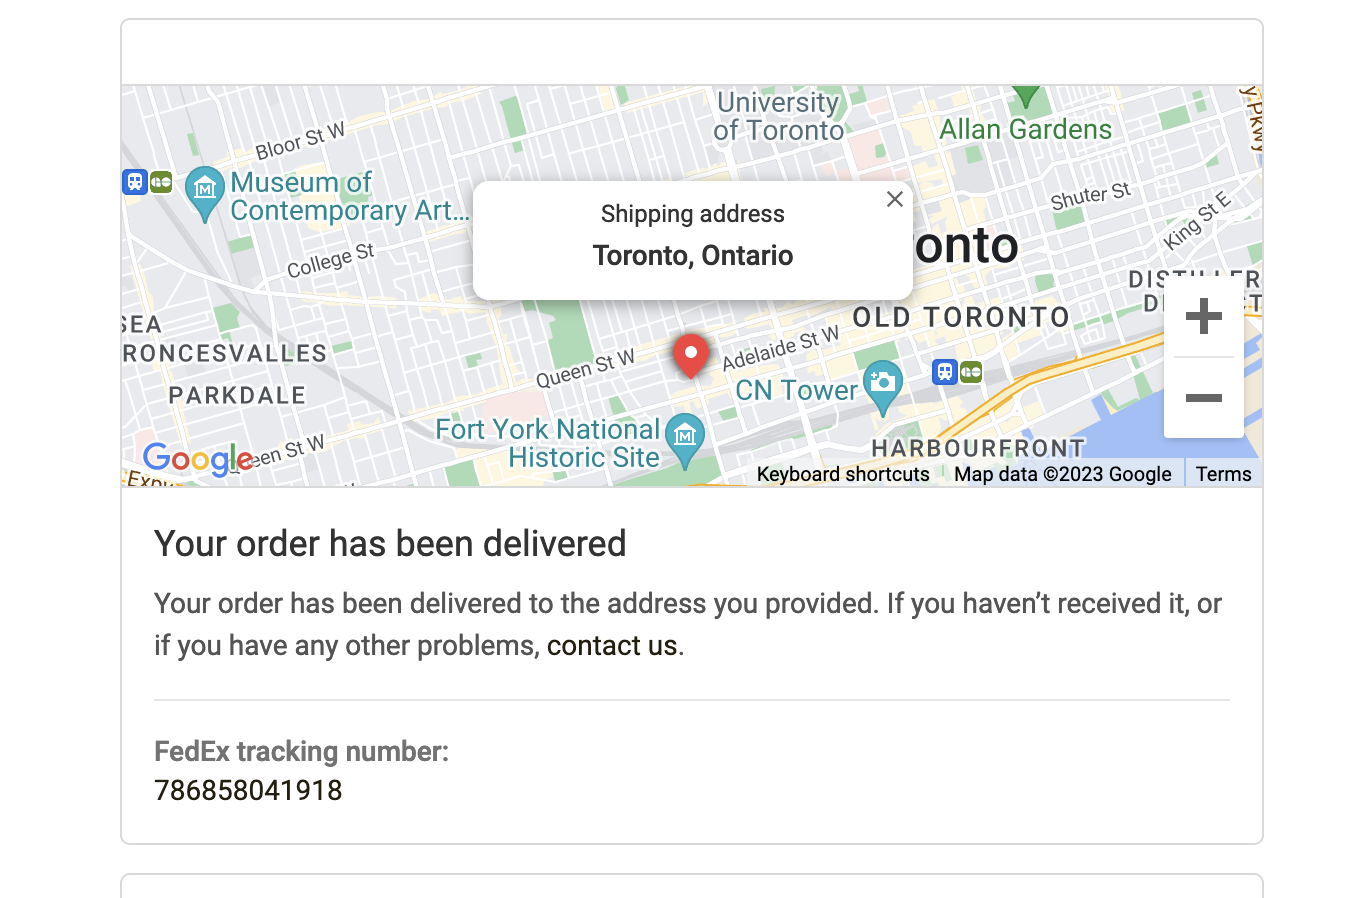 University
of Toronto
Allan Gardens
Bloor St W
Museum of
Contemporary Art...
Shuter St
King St E
Shipping address
Toronto, Ontario
onto
College St
OLD TORONTO
RONCESVALLES
PARKDALE
Queen St W
Adelaide St W
CN Tower
Fort York National
Historic Site
HARBOURFRONT
Google
een St W
Keyboard shortcuts
Map data ©2023 Google
Terms
Your order has been delivered
Your order has been delivered to the address you provided. If you haven’t received it, or
if you have any other problems, contact us.
FedEx tracking number:
786858041918